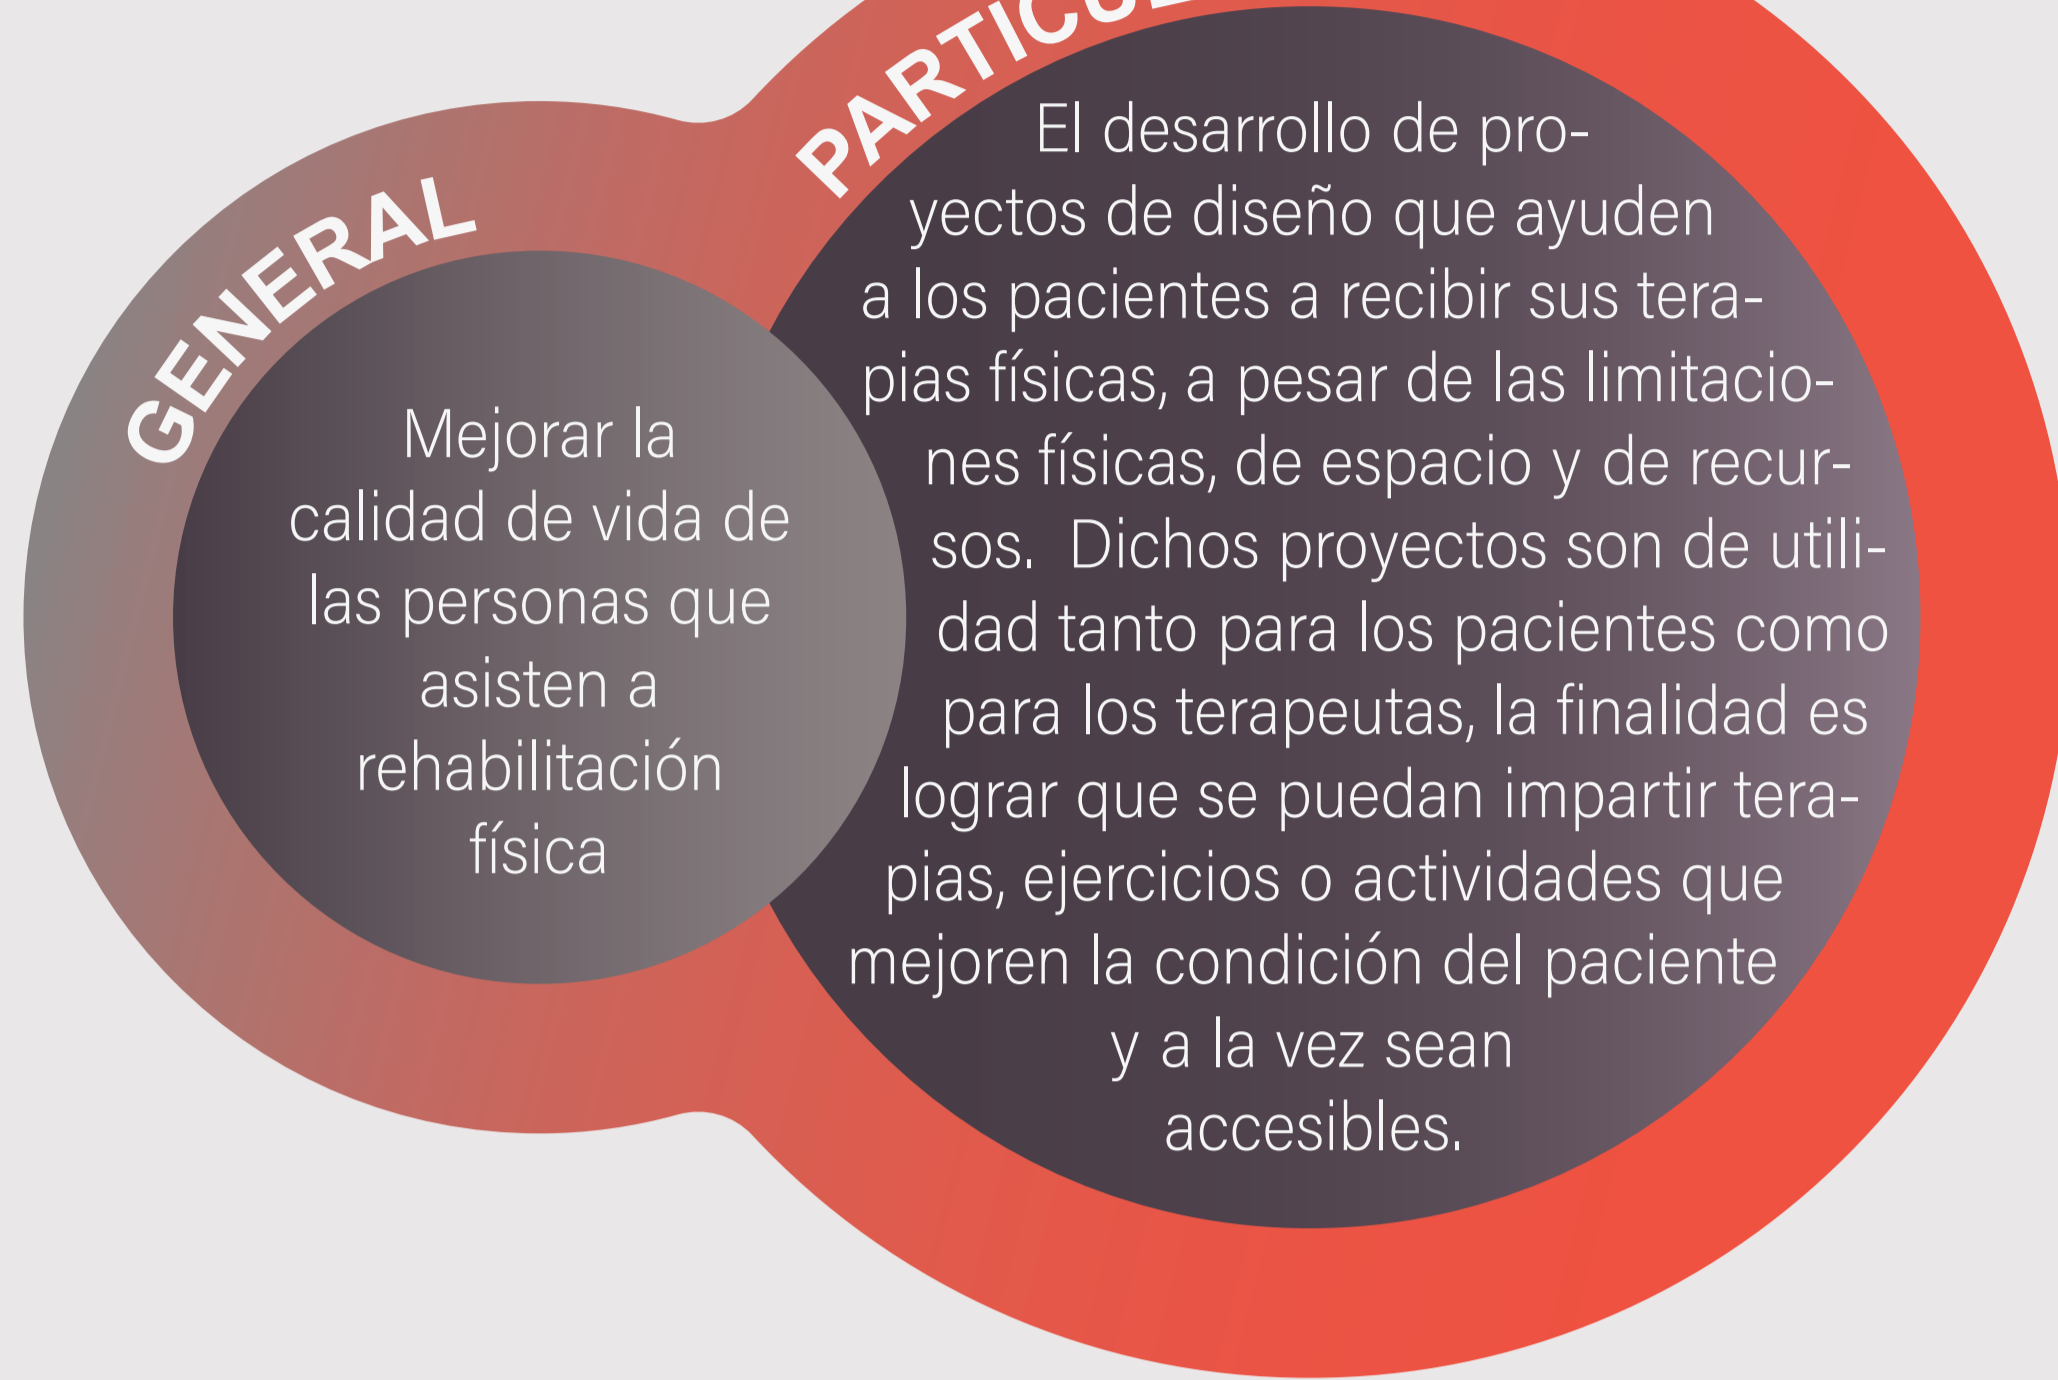 GENERAL
Mejorar la
calidad de vida de
las personas que
asisten a
rehabilitación
física
El desarrollo de pro-
yectos de diseño que ayuden
a los pacientes a recibir sus tera-
pias físicas, a pesar de las limitacio-
nes físicas, de espacio y de recur-
sos.  Dichos proyectos son de utili-
dad tanto para los pacientes como
para los terapeutas, la finalidad es
lograr que se puedan impartir tera-
pias, ejercicios o actividades que
mejoren la condición del paciente
y a la vez sean
accesibles.